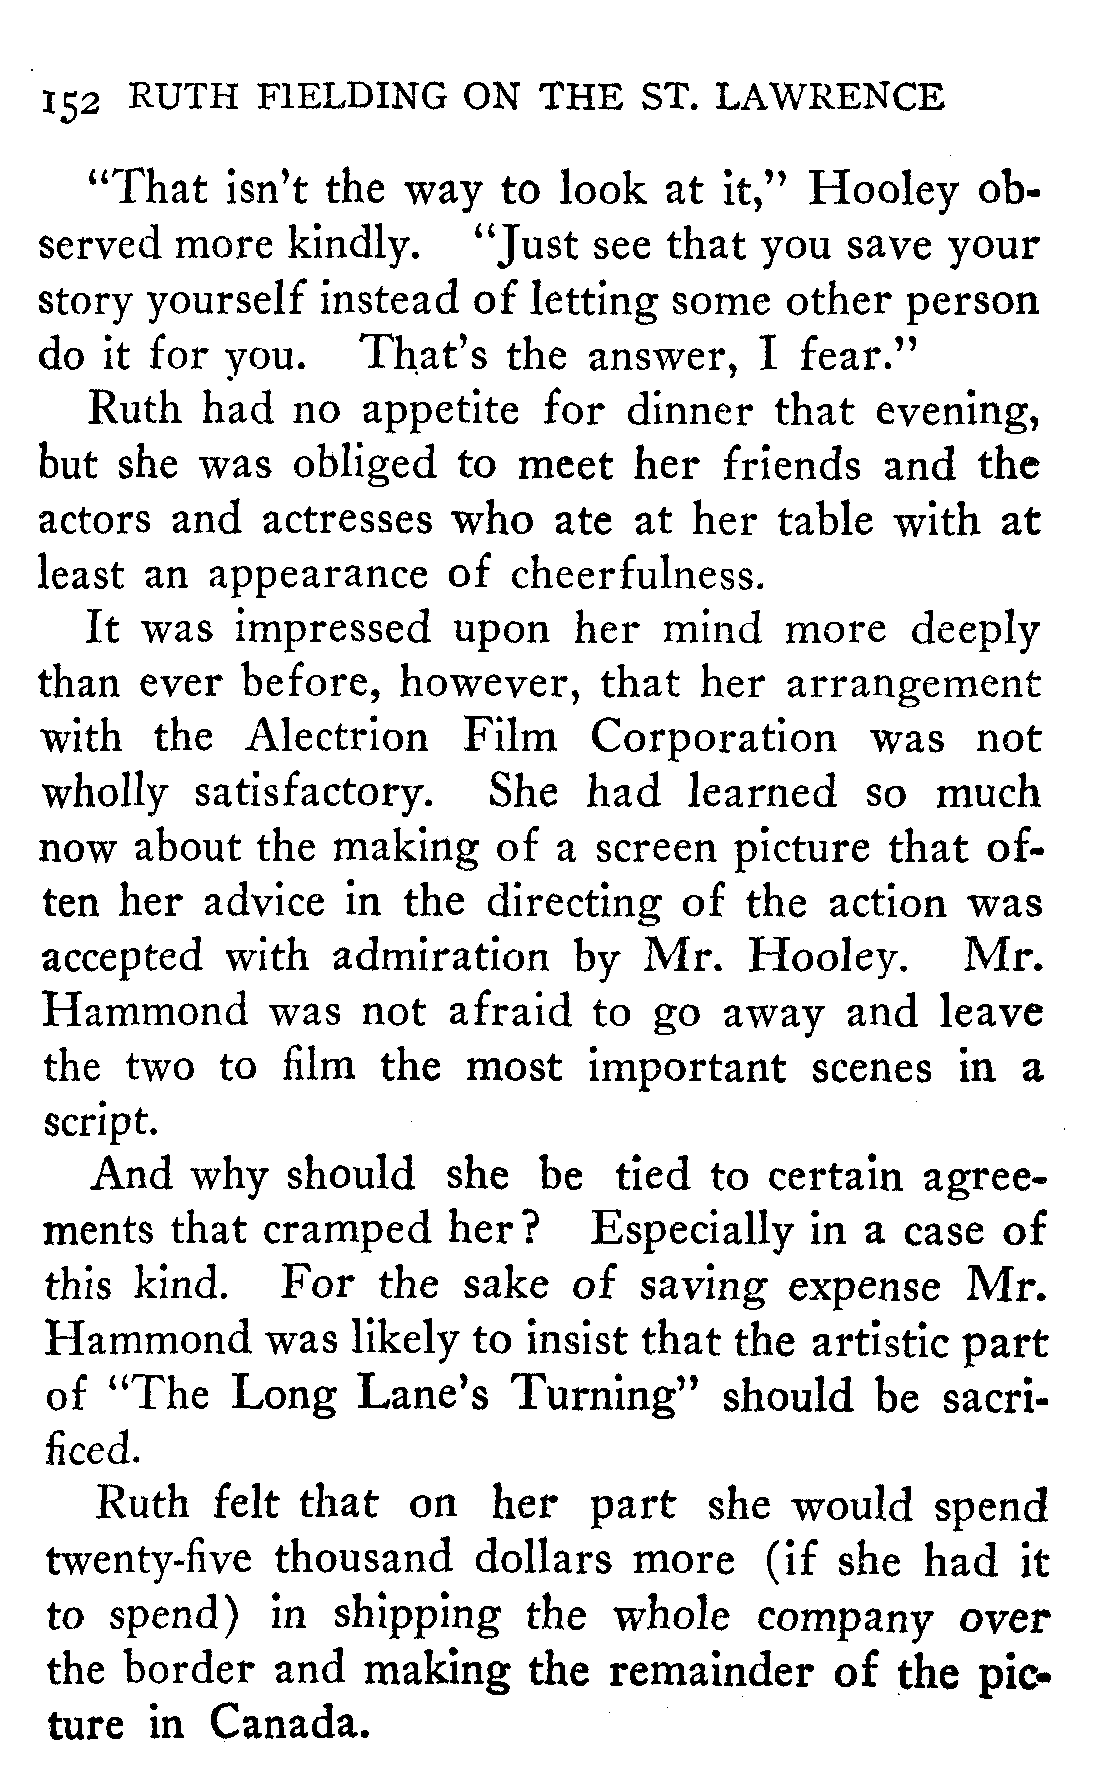 152 RUTH FIELDING ON THE ST. LAWRENCE
“That isn’t the way to look at it,” Hooley ob-
served more kindly. “Just see that you save your
story yourself instead of letting some other person
do it for you. That’s the answer, I fear.”
Ruth had no appetite for dinner that evening,
but she was obliged to meet her friends and the
actors and actresses who ate at her table with at
least an appearance of cheerfulness.
It was impressed upon her mind more deeply
than ever before, however, that her arrangement
with the Alectrion Film Corporation was not
wholly satisfactory. She had learned so much
now about the making of a screen picture that of-
ten her advice in the directing of the action was
accepted with admiration by Mr. Hooley. Mr.
Hammond was not afraid to go away and leave
the two to film the most important scenes in a
script.
And why should she be tied to certain agree-
ments that cramped her? Especially in a case of
this kind. For the sake of saving expense Mr.
Hammond was likely to insist that the artistic part
of “The Long Lane’s Turning” should be sacri-
ficed.
Ruth felt that on her part she would spend
twenty-five thousand dollars more (if she had it
to spend) in shipping the whole company over
the border and making the remainder of the pic-
ture in Canada.